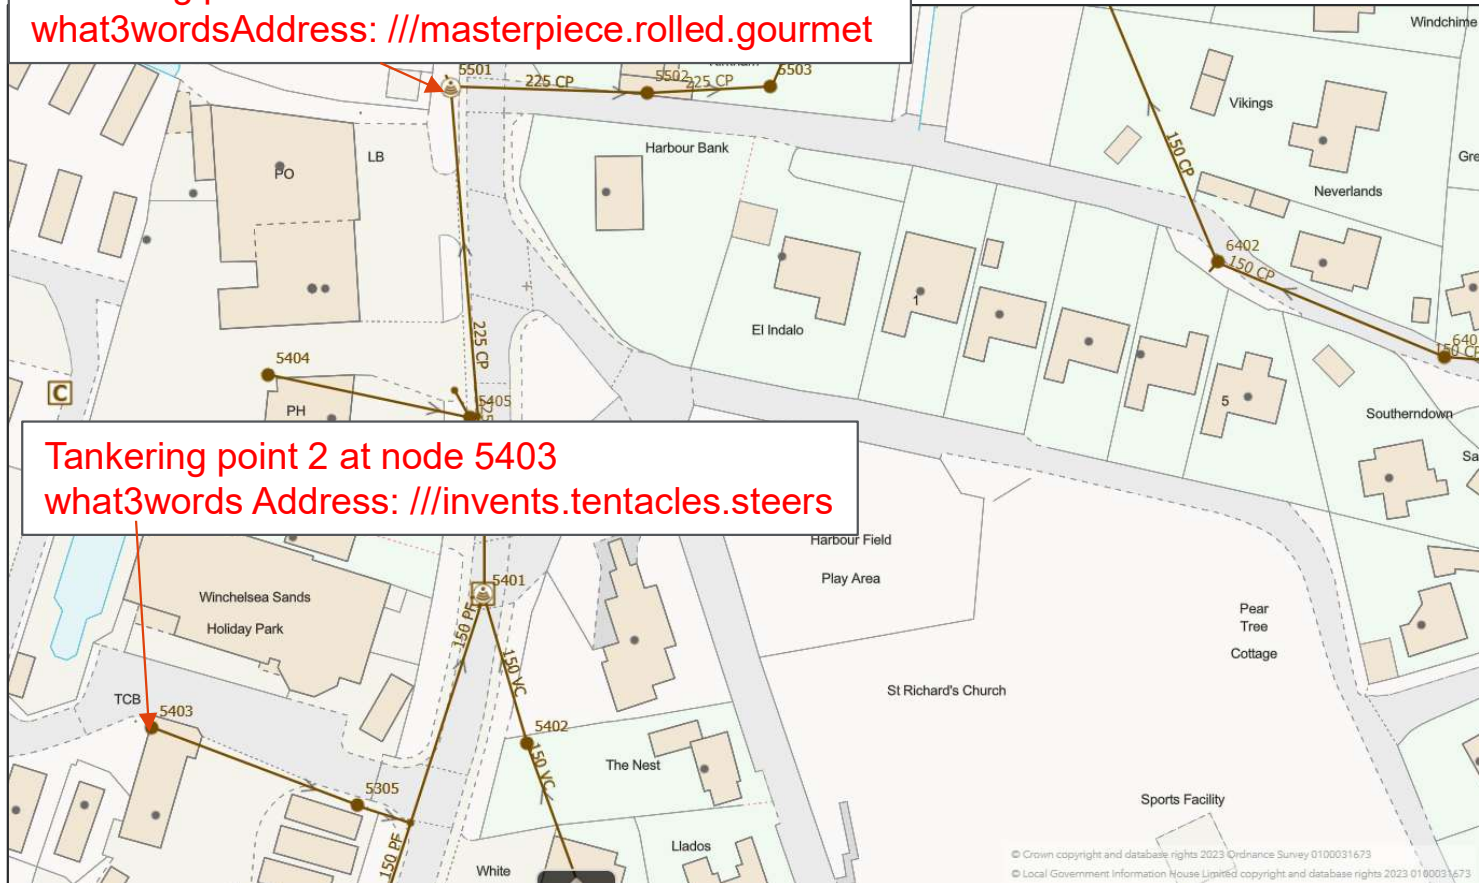 what3wordsAddress: ///masterpiece.rolled.gourmet
Windchime
5501
225 CP
5502
225 CP
5503
Vikings
LB
Harbour Bank
150 CP
PO
Neverlands
Gre
6402
150 CP
1
El Indalo
225 CP
5404
640
150 CP
C
PH
5405
5
Southerndown
Sa
Tankering point 2 at node 5403
what3words Address: ///invents.tentacles.steers
Harbour Field
Play Area
5401
Winchelsea Sands
Holiday Park
150 PF
Pear
Tree
Cottage
150 VC
St Richard's Church
TCB
5403
5402
150 VC
The Nest
5305
Sports Facility
150 PF
Llados
White
© Crown copyright and database rights 2023 Ordnance Survey 0100031673
© Local Government Information House Limited copyright and database rights 2023 0100031673